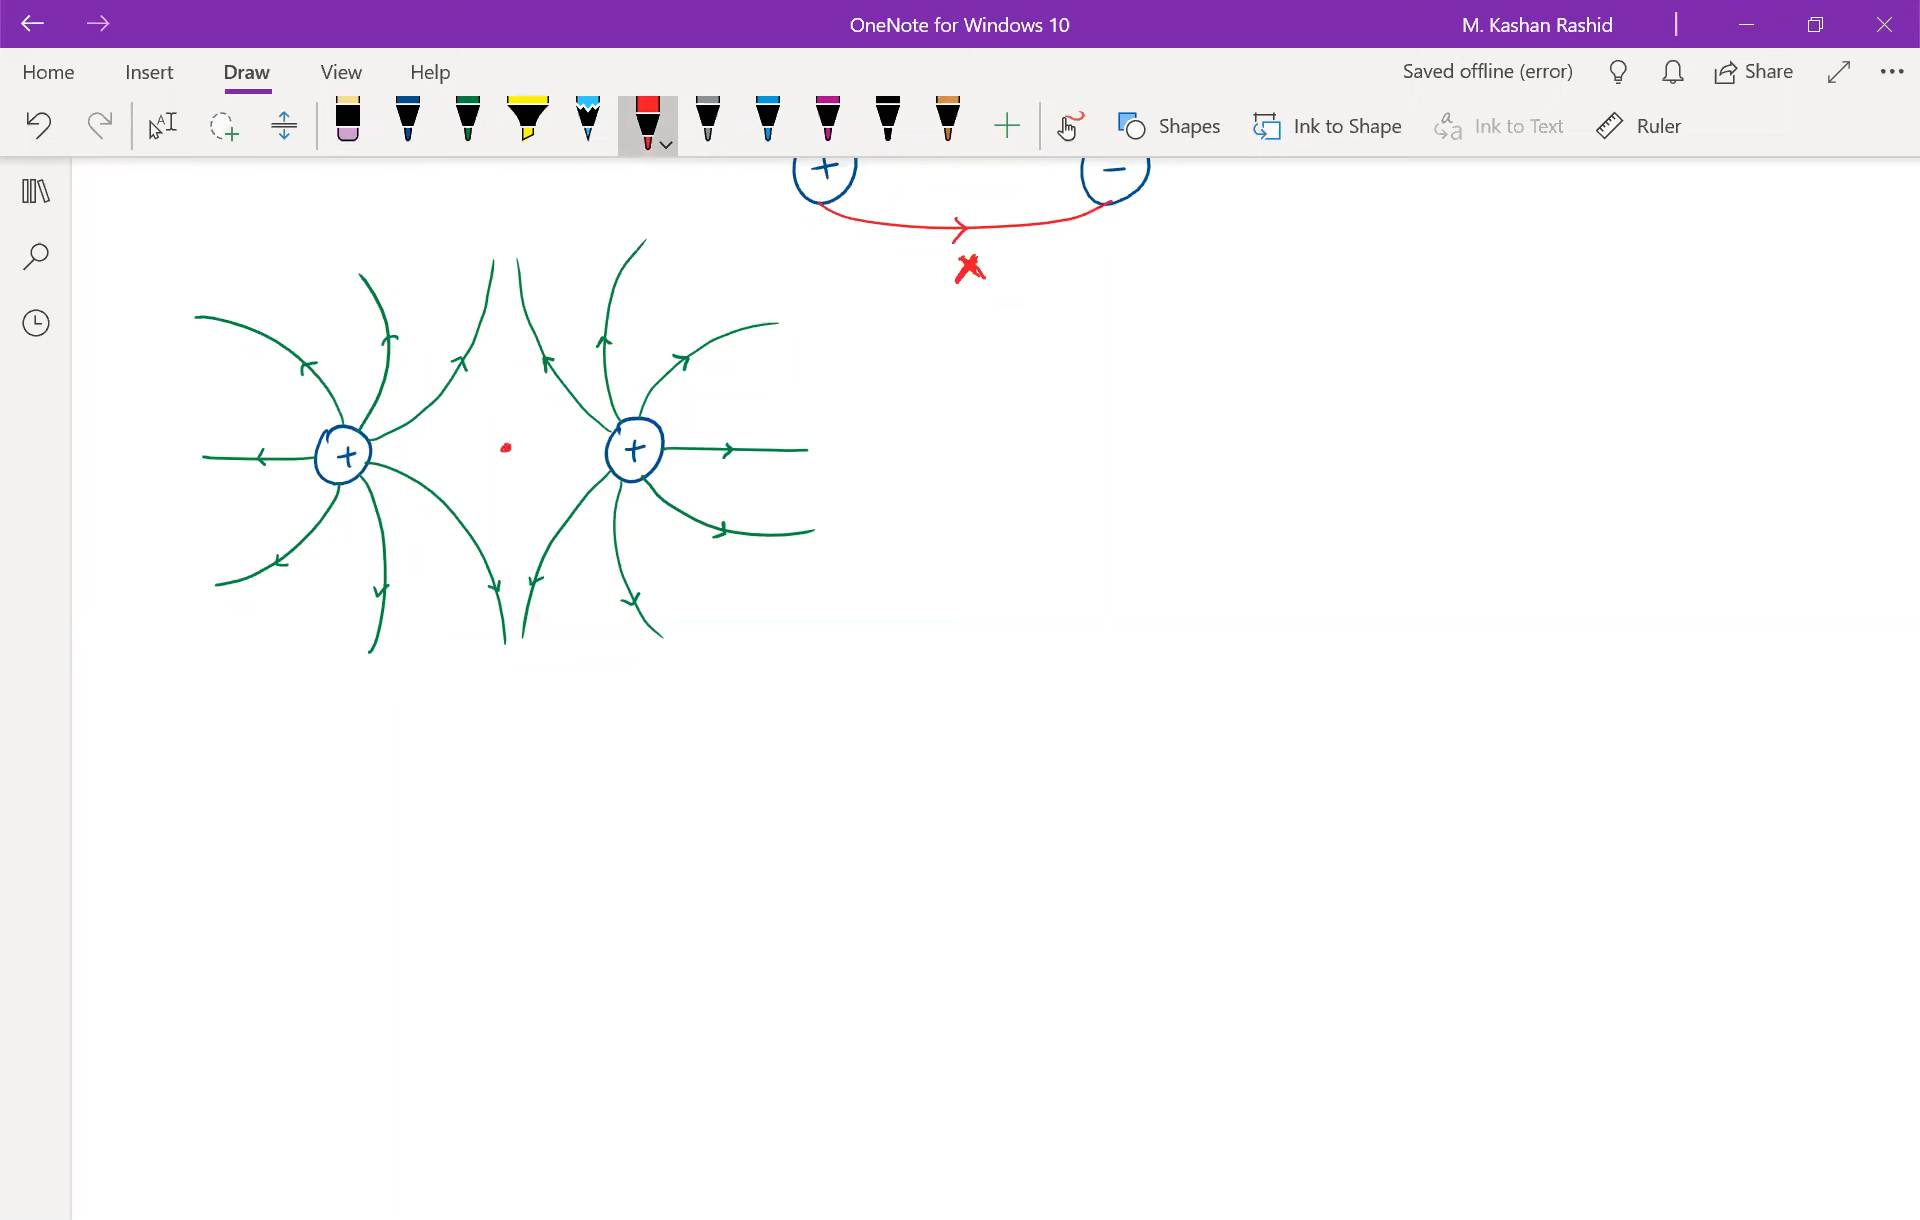 OneNote for Windows 10
M. Kashan Rashid
Home Insert Draw View Help
Saved offline (error)
Share
Shapes
Ink to Shape
Ink to Text
Ruler
+ −
+ +